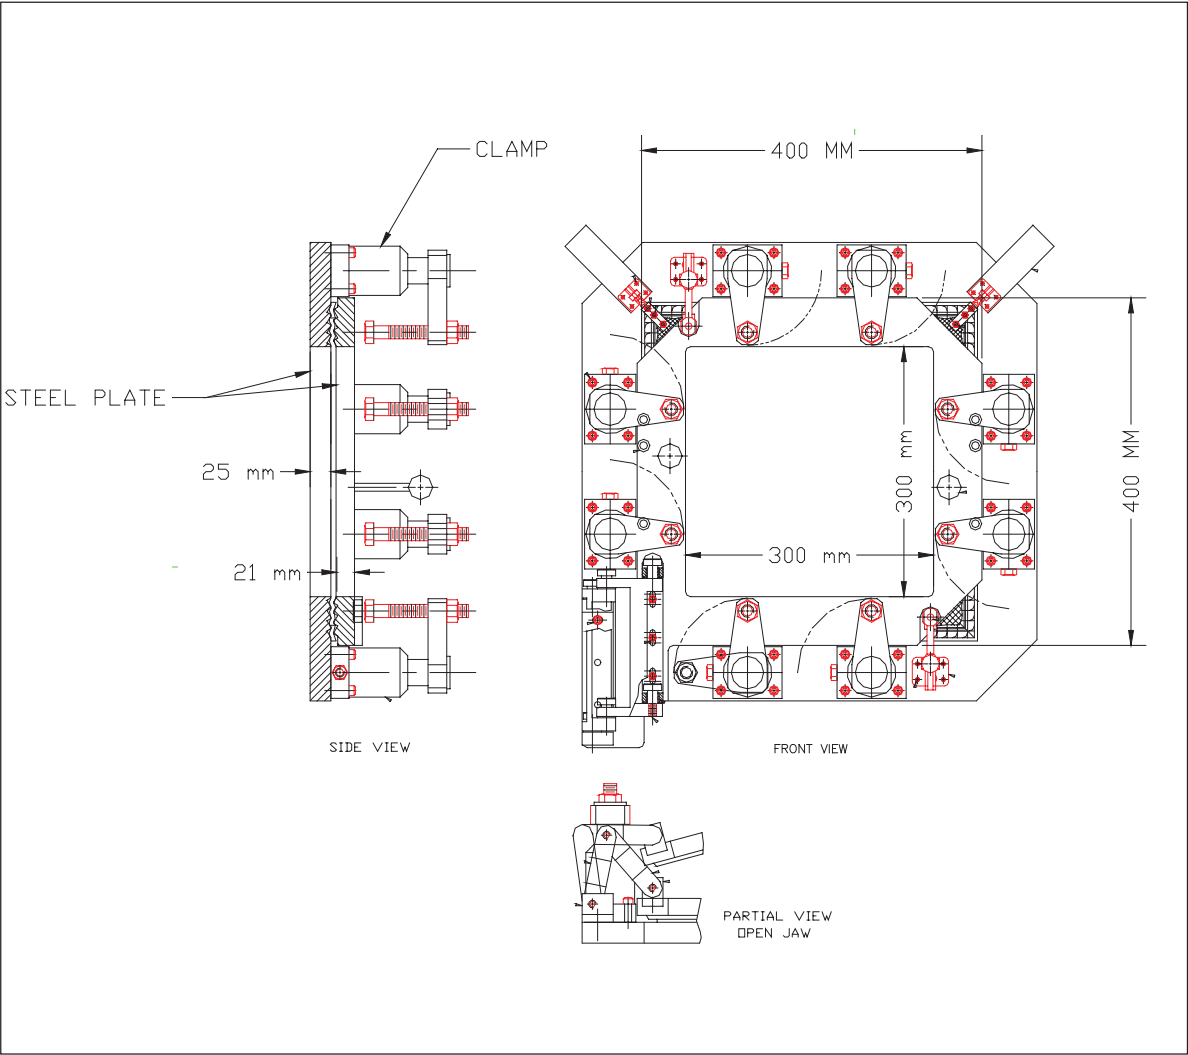 CLAMP
400 MM
STEEL PLATE
25 mm
21 mm
300 mm
300 mm
400 MM
SIDE VIEW
FRONT VIEW
PARTIAL VIEW
OPEN JAW